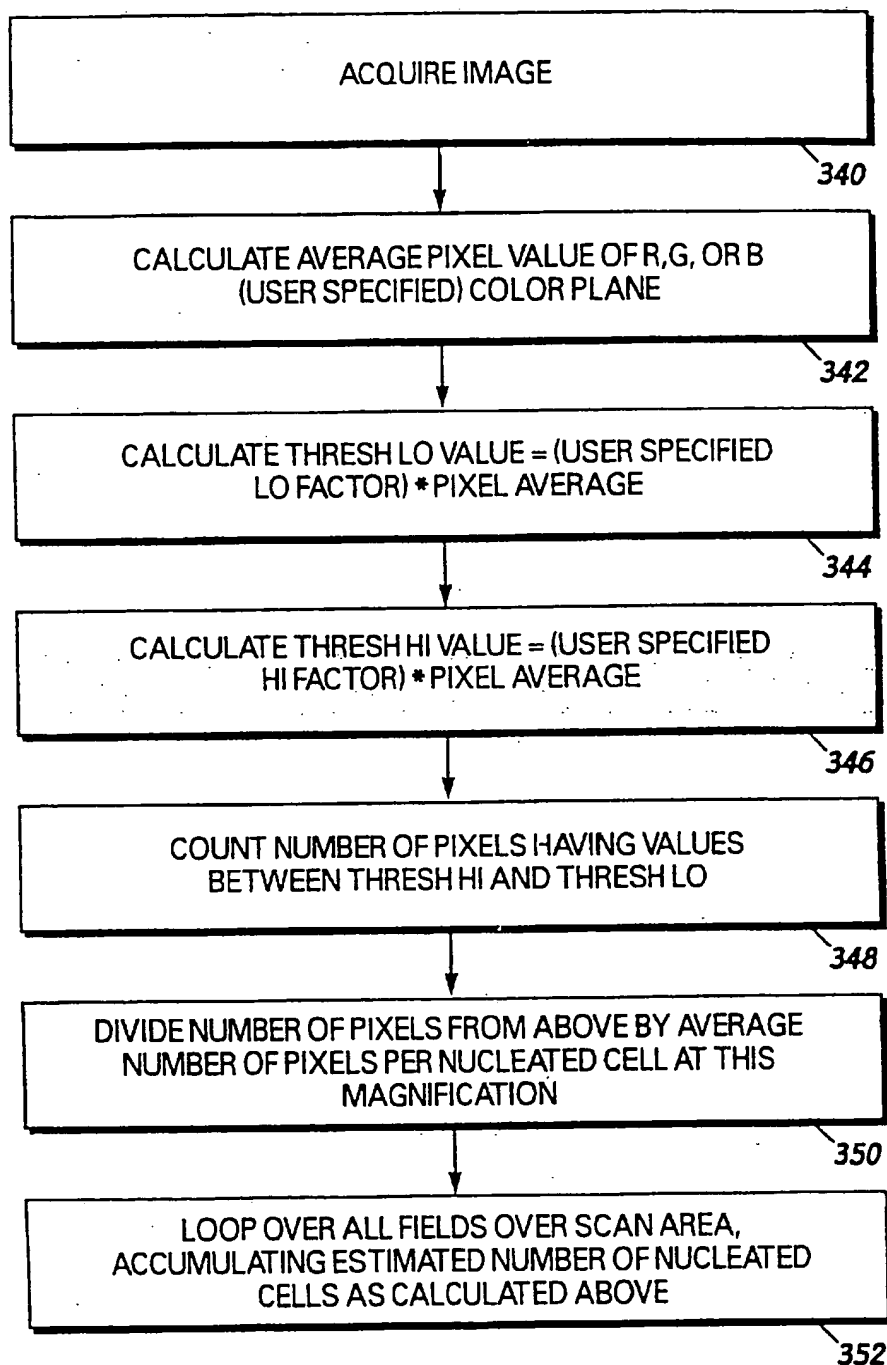 ACQUIRE IMAGE
340
CALCULATE AVERAGE PIXEL VALUE OF R,G, OR B
(USER SPECIFIED) COLOR PLANE
342
CALCULATE THRESH LO VALUE = (USER SPECIFIED
LO FACTOR) * PIXEL AVERAGE
344
CALCULATE THRESH HI VALUE = (USER SPECIFIED
HI FACTOR) * PIXEL AVERAGE
346
COUNT NUMBER OF PIXELS HAVING VALUES
BETWEEN THRESH HI AND THRESH LO
348
DIVIDE NUMBER OF PIXELS FROM ABOVE BY AVERAGE
NUMBER OF PIXELS PER NUCLEATED CELL AT THIS
MAGNIFICATION
350
LOOP OVER ALL FIELDS OVER SCAN AREA,
ACCUMULATING ESTIMATED NUMBER OF NUCLEATED
CELLS AS CALCULATED ABOVE
352